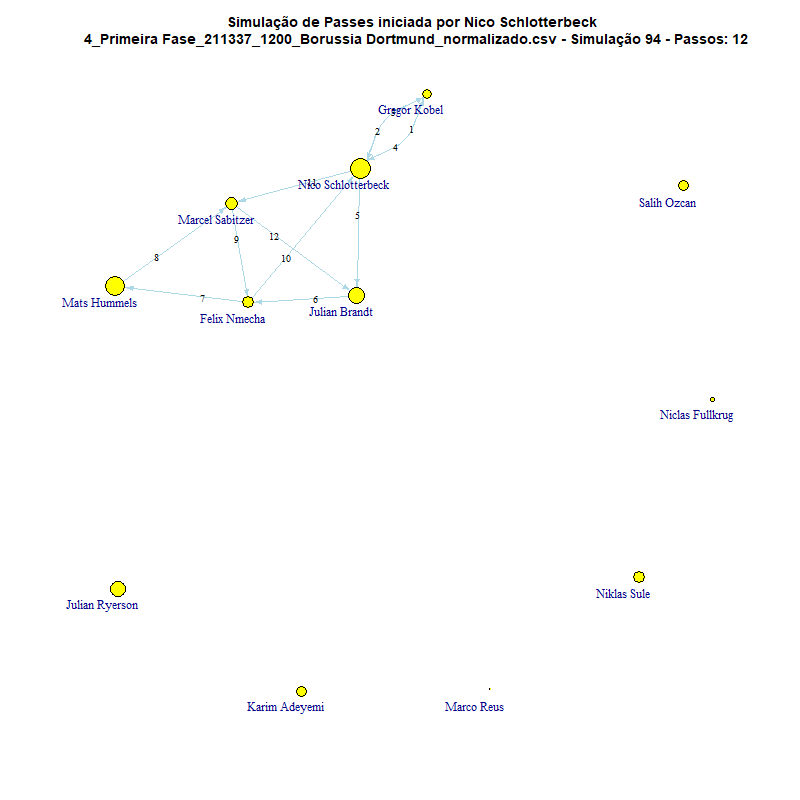 Simulação de Passes iniciada por Nico Schlotterbeck
4_Primeira Fase_211337_1200_Borussia Dortmund_normalizado.csv - Simulação 94 - Passos: 12
Gregor Kobel
2
1
4
Nico Schlotterbeck
11
Salih Ozcan
Marcel Sabitzer
5
9
12
8
10
Mats Hummels
7
6
Felix Nmecha
Julian Brandt
Niclas Fullkrug
Julian Ryerson
Niklas Sule
Karim Adeyemi
Marco Reus